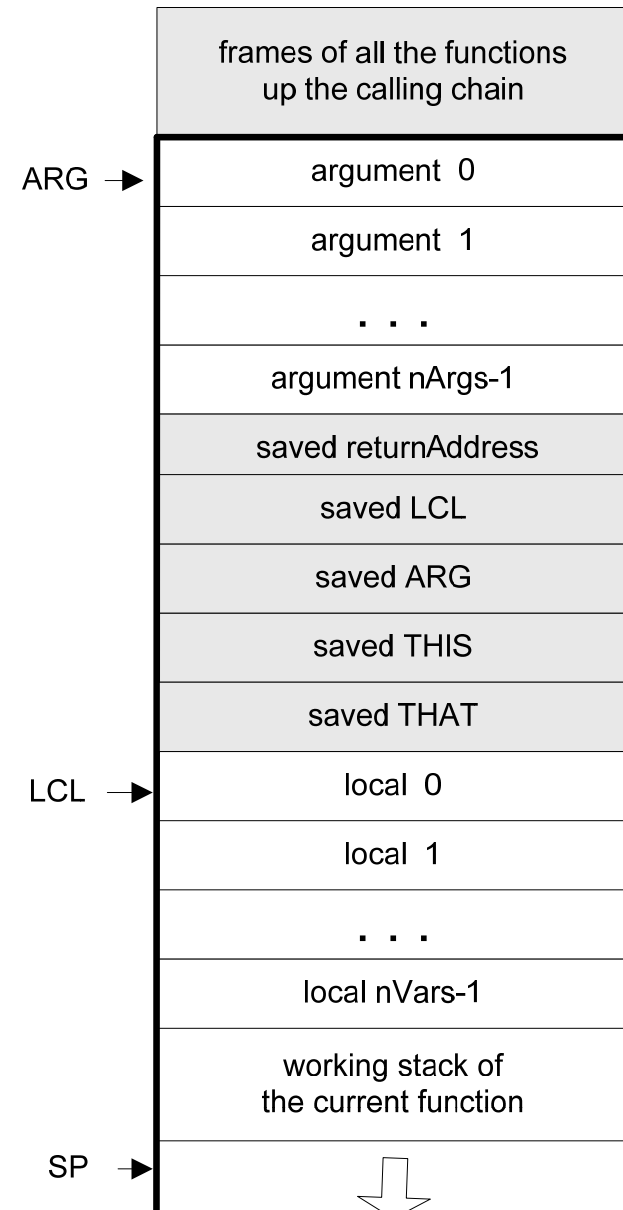 frames of all the functions
up the calling chain
ARG
argument 0
argument 1
. . .
argument nArgs-1
saved returnAddress
saved LCL
saved ARG
saved THIS
saved THAT
LCL
local 0
local 1
. . .
local nVars-1
working stack of
the current function
SP